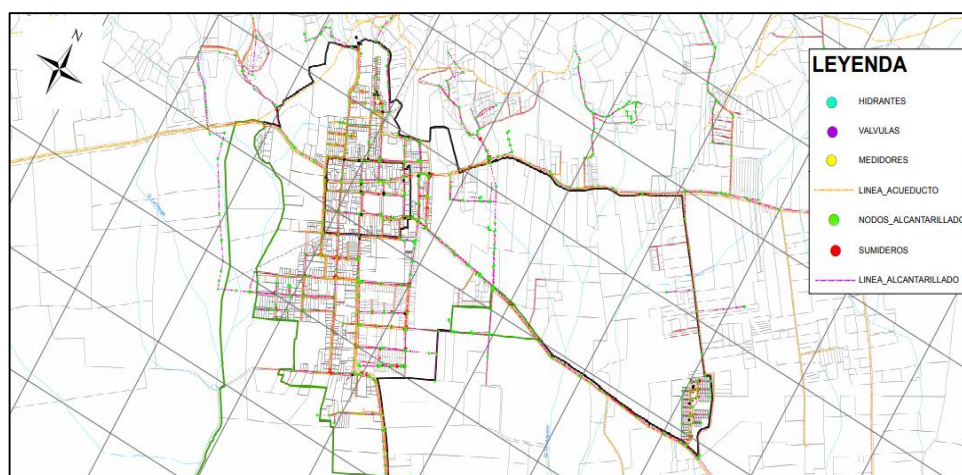 LEYENDA
HIDRANTES
VALVULAS
MEDIDORES
LINEA_ACUEDUCTO
NODOS_ALCANTARILLADO
SUMIDEROS
LINEA_ALCANTARILLADO